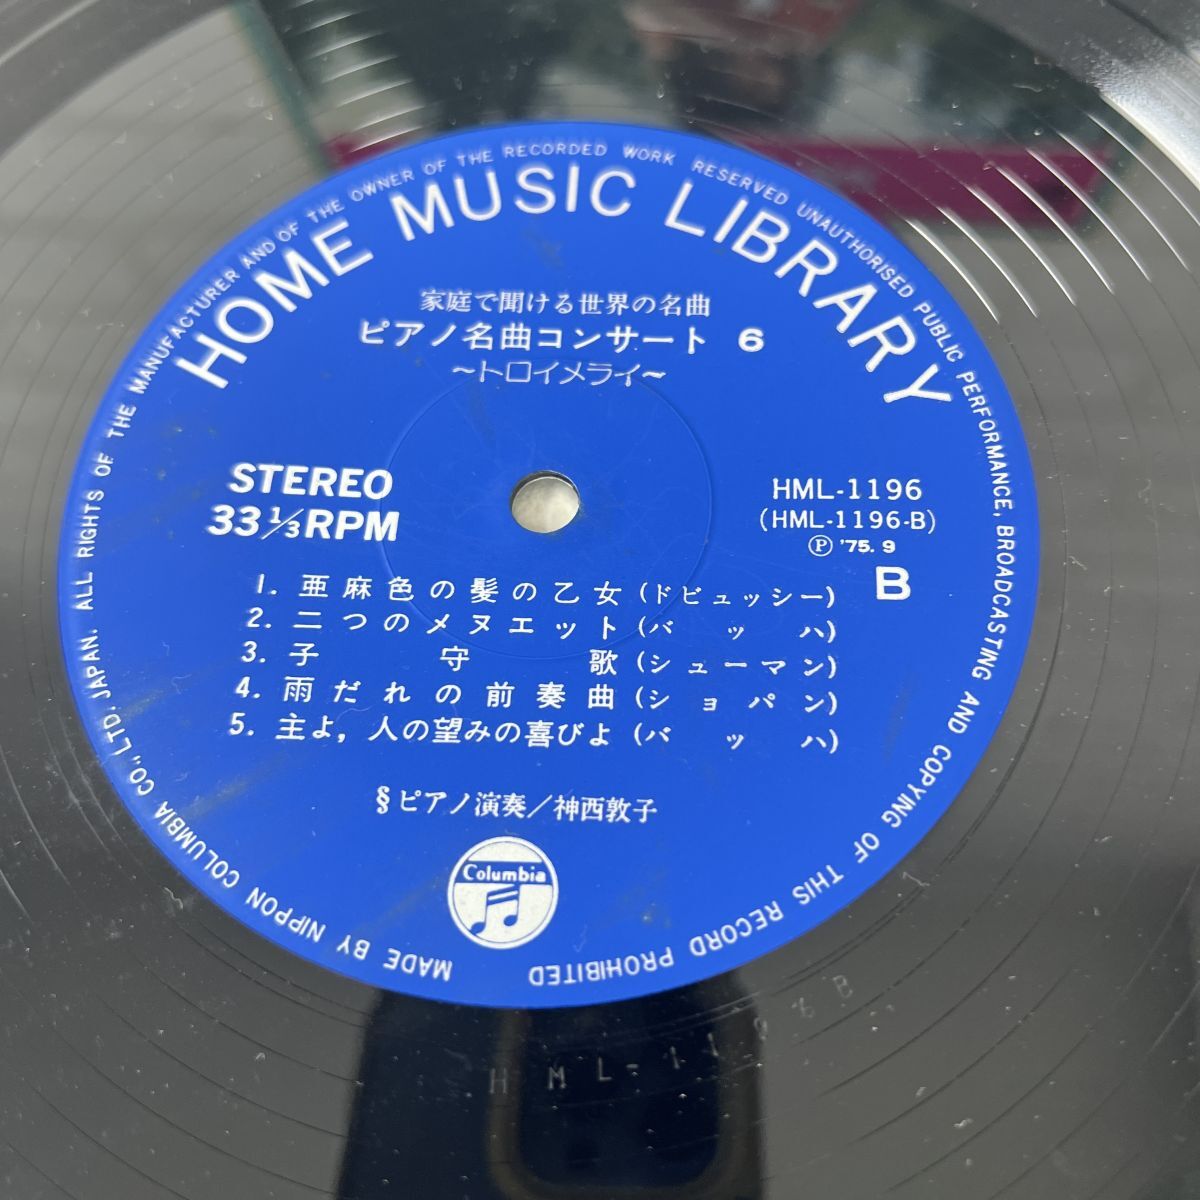 HOME MUSIC LIBRARY
家庭で聞ける世界の名曲
ピアノ名曲コンサート 6
～トロイメライ～
STEREO
33⅓RPM
HML-1196
(HML-1196-B)
Ⓟ '75. 9
B
1. 亜麻色の髪の乙女(ドビュッシー)
2. 二つのメヌエット(バッハ)
3. 子守歌(シューマン)
4. 雨だれの前奏曲(ショパン)
5. 主よ, 人の望みの喜びよ(バッハ)
§ピアノ演奏/神西敦子
Columbia
MADE BY NIPPON COLUMBIA CO., LTD. JAPAN. ALL RIGHTS OF THE MANUFACTURER AND OF THE OWNER OF THE RECORDED WORK RESERVED UNAUTHORISED PUBLIC PERFORMANCE, BROADCASTING AND COPYING OF THIS RECORD PROHIBITED
HML-1196B